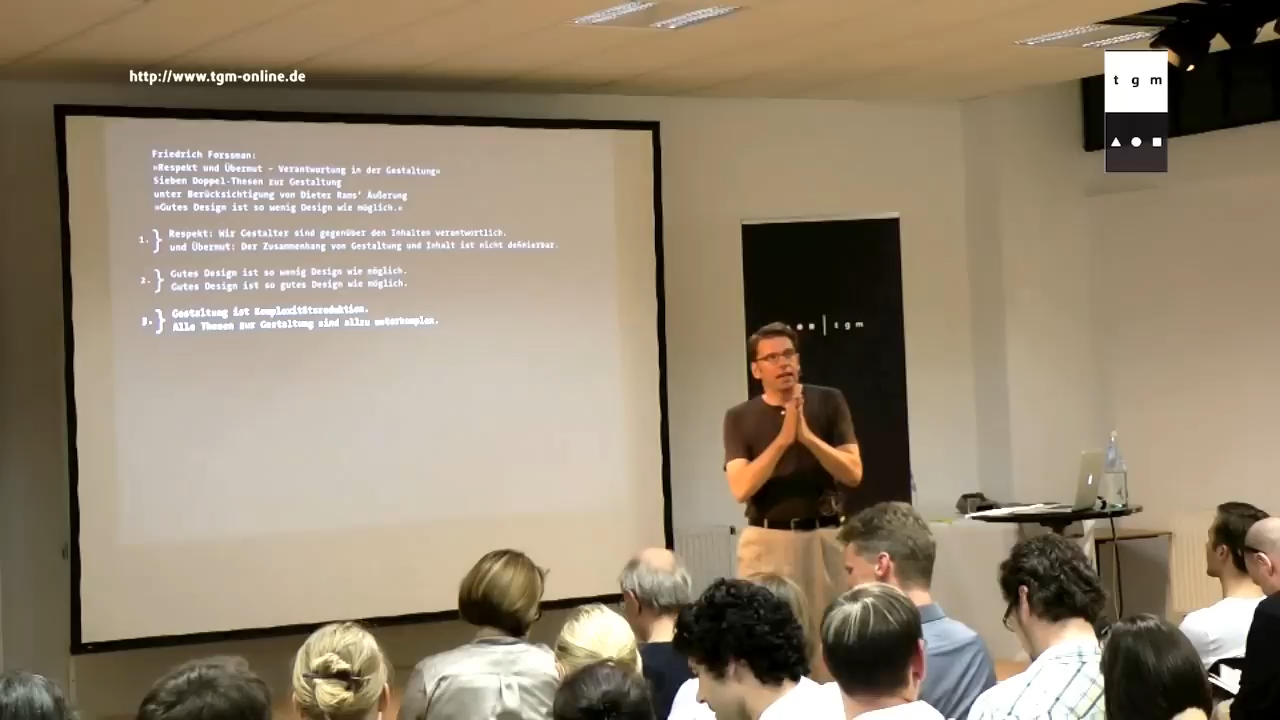 http://www.tgm-online.de
t g m
Friedrich Forssman:
»Respekt und Übermut – Verantwortung in der Gestaltung«
Sieben Doppel-Thesen zur Gestaltung
unter Berücksichtigung von Dieter Rams' Äußerung
»Gutes Design ist so wenig Design wie möglich.«
1. } Respekt: Wir Gestalter sind gegenüber den Inhalten verantwortlich.
und Übermut: Der Zusammenhang von Gestaltung und Inhalt ist nicht definierbar.
2. } Gutes Design ist so wenig Design wie möglich.
Gutes Design ist so gutes Design wie möglich.
3. } Gestaltung ist Komplexitätsreduktion.
Alle Thesen zur Gestaltung sind allzu unterkomplex.
t g m